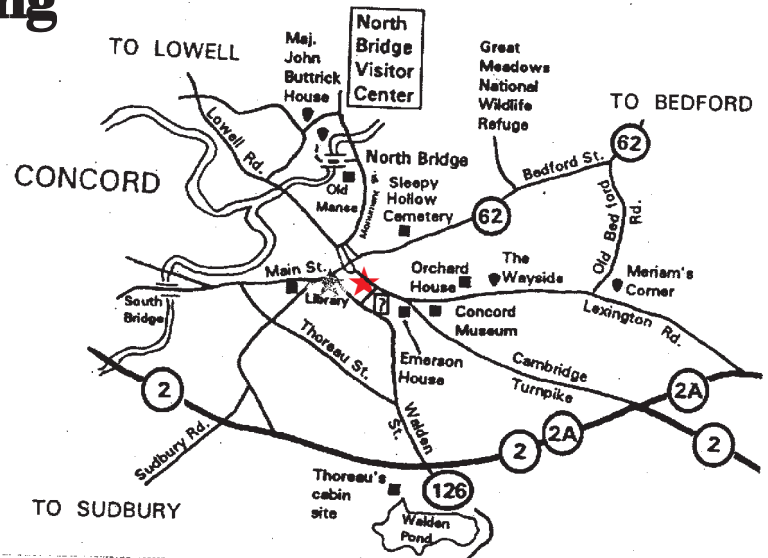 ng
North
Bridge
Visitor
Center
TO LOWELL
Maj.
John
Buttrick
House
Great
Meadows
National
Wildlife
Refuge
TO BEDFORD
Lowell Rd.
62
CONCORD
North Bridge
Bedford St.
Old
Manse
Monument St.
Sleepy
Hollow
Cemetery
62
Old Bedford
Rd.
Main St.
Orchard
House
The
Wayside
Meriam's
Corner
South
Bridge
Library
?
Concord
Museum
Lexington Rd.
Thoreau St.
Emerson
House
Cambridge
Turnpike
2
2A
Walden
St.
Sudbury Rd.
2
2A
2
Thoreau's
cabin
site
126
TO SUDBURY
Walden
Pond